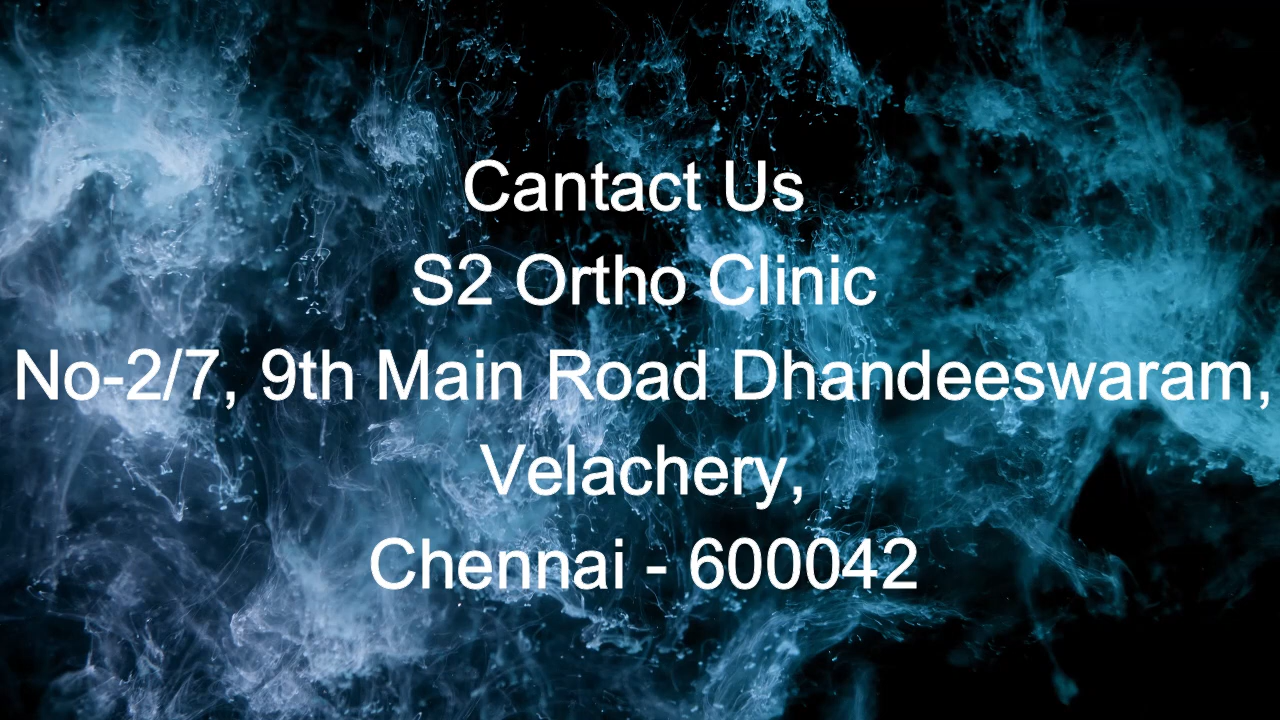 Cantact Us
S2 Ortho Clinic
No-2/7, 9th Main Road Dhandeeswaram,
Velachery,
Chennai - 600042